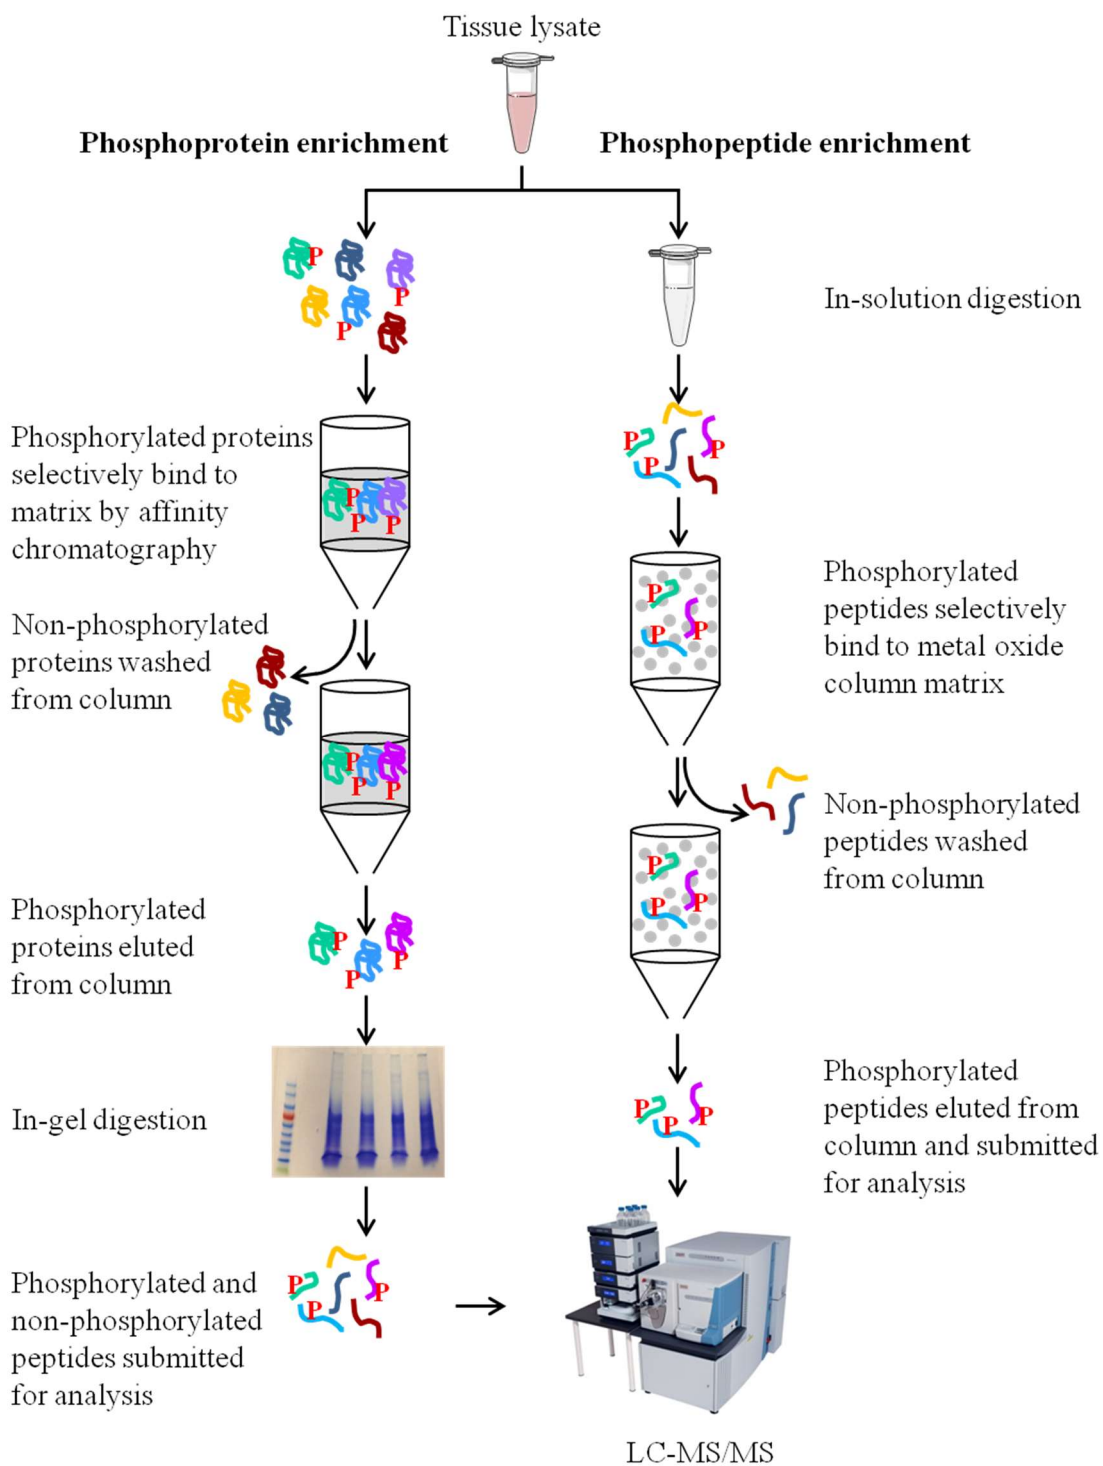 Tissue lysate
Phosphoprotein enrichment
Phosphopeptide enrichment
P
P
P
In-solution digestion
Phosphorylated proteins
selectively bind to
matrix by affinity
chromatography
P
P
P
P
P
P
Non-phosphorylated
proteins washed
from column
Phosphorylated
peptides selectively
bind to metal oxide
column matrix
P
P
P
P
P
P
Non-phosphorylated
peptides washed
from column
P
P
P
Phosphorylated
proteins eluted
from column
P
P
P
In-gel digestion
Phosphorylated
peptides eluted from
column and submitted
for analysis
P
P
P
Phosphorylated and
non-phosphorylated
peptides submitted
for analysis
P
P
P
LC-MS/MS